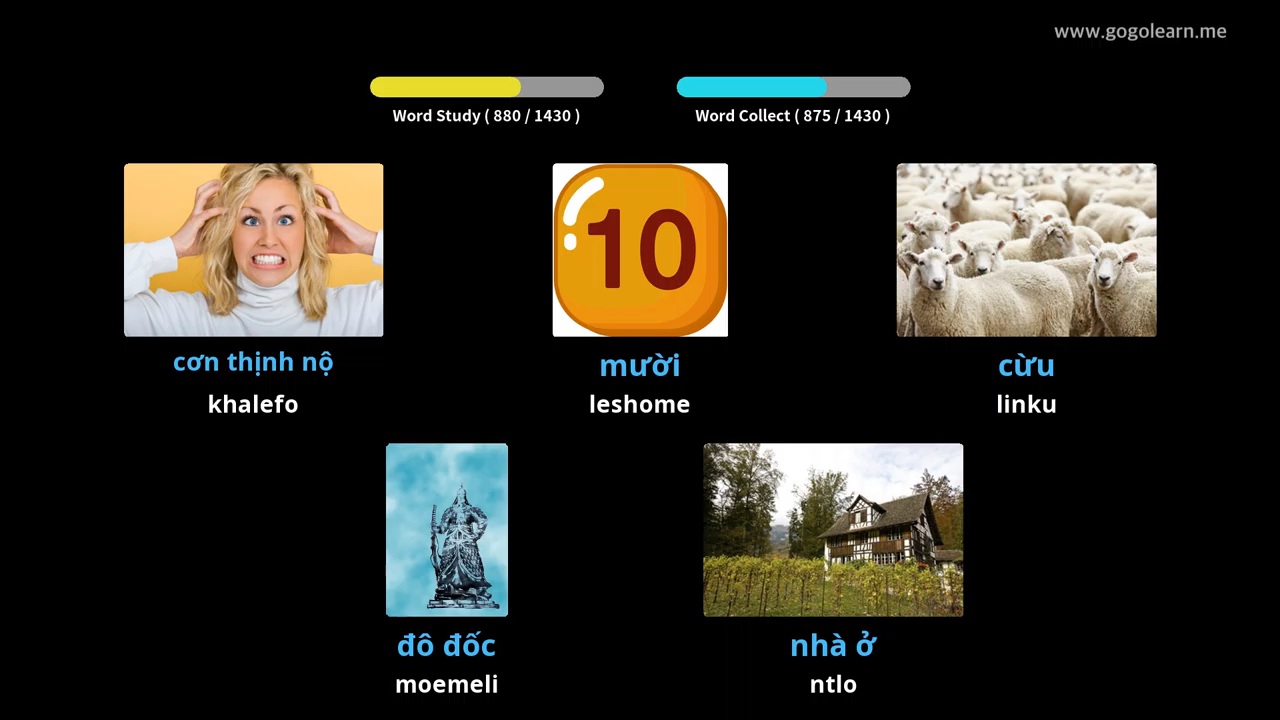 www.gogolearn.me
Word Study ( 880 / 1430 )
Word Collect ( 875 / 1430 )
10
cơn thịnh nộ
khalefo
mười
leshome
cừu
linku
đô đốc
moemeli
nhà ở
ntlo